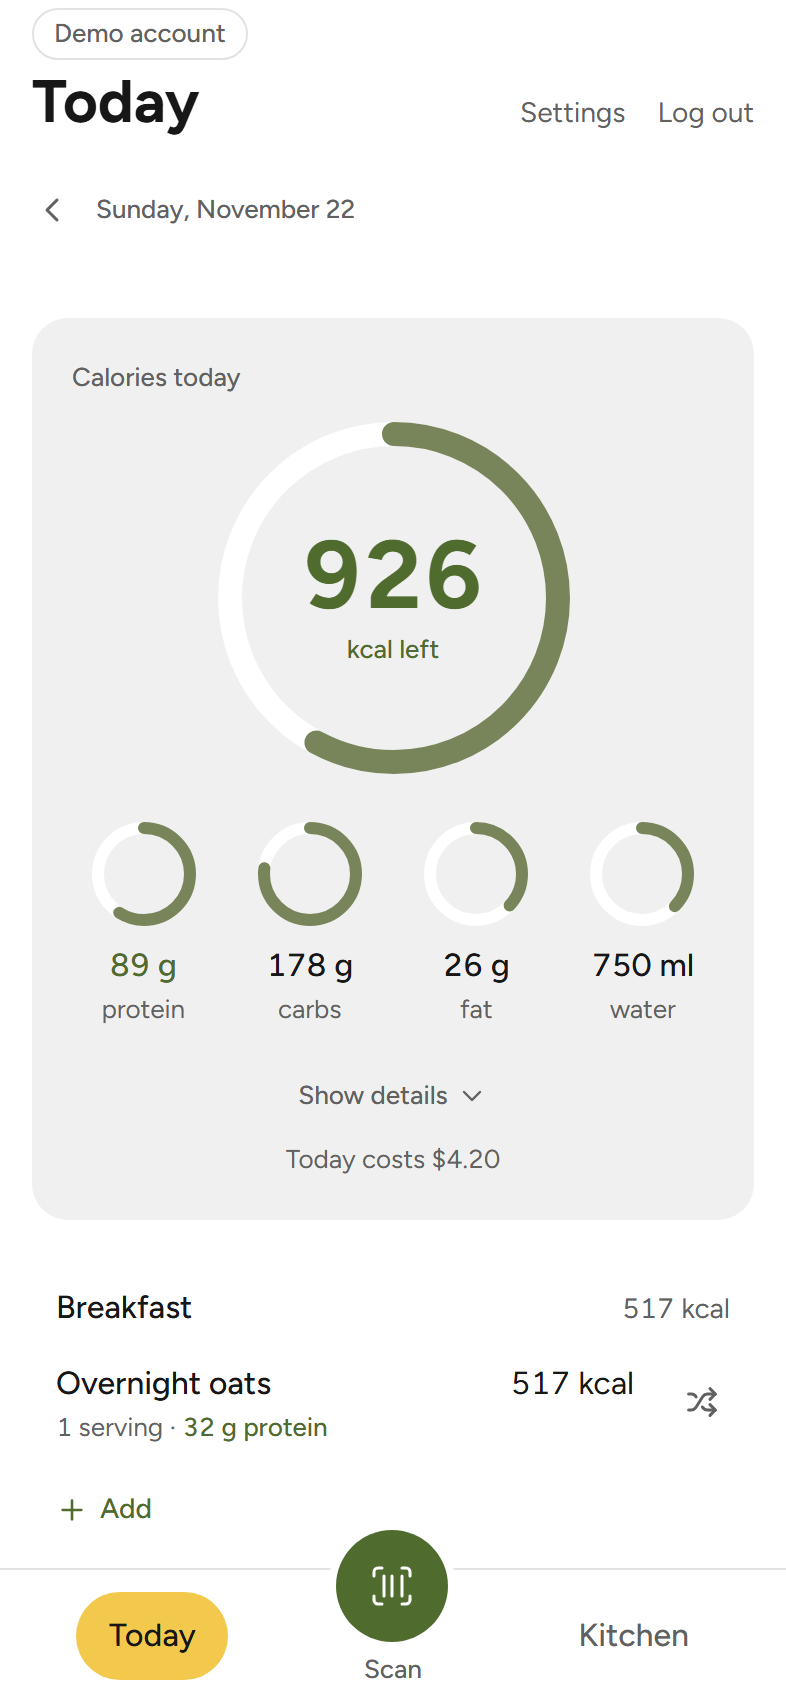 Demo account
Today
Settings
Log out
Sunday, November 22
Calories today
926
kcal left
89 g
protein
178 g
carbs
26 g
fat
750 ml
water
Show details
Today costs $4.20
Breakfast
517 kcal
Overnight oats
517 kcal
1 serving · 32 g protein
Add
Today
Scan
Kitchen